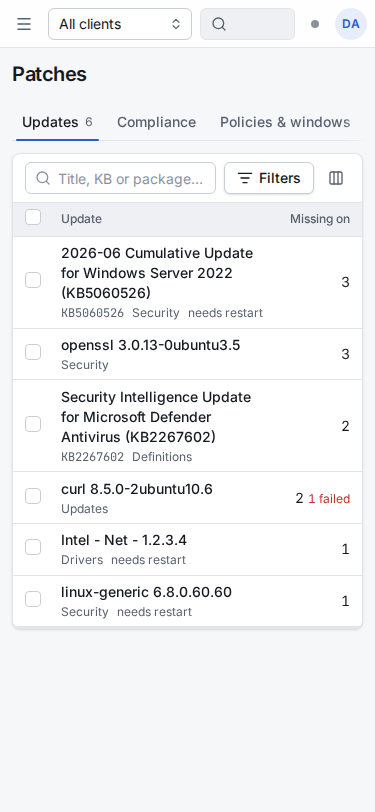 All clients
DA
Patches
Updates 6 Compliance Policies & windows
Title, KB or package...
Filters
Update Missing on
2026-06 Cumulative Update
for Windows Server 2022
(KB5060526)
3
KB5060526 Security needs restart
openssl 3.0.13-0ubuntu3.5
3
Security
Security Intelligence Update
for Microsoft Defender
Antivirus (KB2267602)
2
KB2267602 Definitions
curl 8.5.0-2ubuntu10.6
2 1 failed
Updates
Intel - Net - 1.2.3.4
1
Drivers needs restart
linux-generic 6.8.0.60.60
1
Security needs restart